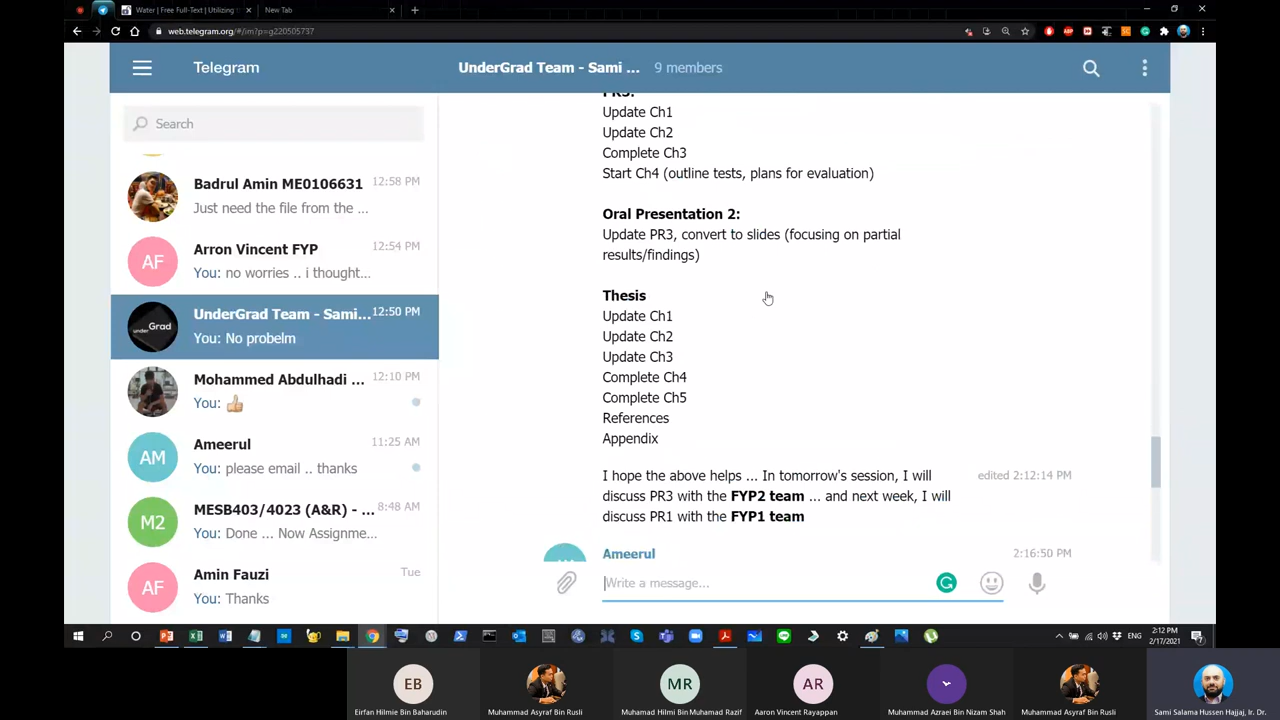 Water | Free Full-Text | Utilizing
New Tab
web.telegram.org/#/im?p=g220505737
Telegram
UnderGrad Team - Sami ...
9 members
Search
Badrul Amin ME0106631
12:58 PM
Just need the file from the ...
AF
Arron Vincent FYP
12:54 PM
You: no worries .. i thought...
under Grad
UnderGrad Team - Sami...
12:50 PM
You: No probelm
Mohammed Abdulhadi ...
12:10 PM
You: 👍
AM
Ameerul
11:25 AM
You: please email .. thanks
M2
MESB403/4023 (A&R) - ...
8:48 AM
You: Done ... Now Assignme...
AF
Amin Fauzi
Tue
You: Thanks
PR3:
Update Ch1
Update Ch2
Complete Ch3
Start Ch4 (outline tests, plans for evaluation)
Oral Presentation 2:
Update PR3, convert to slides (focusing on partial
results/findings)
Thesis
Update Ch1
Update Ch2
Update Ch3
Complete Ch4
Complete Ch5
References
Appendix
I hope the above helps ... In tomorrow's session, I will
edited 2:12:14 PM
discuss PR3 with the FYP2 team ... and next week, I will
discuss PR1 with the FYP1 team
Ameerul
2:16:50 PM
Write a message...
ENG
2:12 PM
2/17/2021
EB
Eirfan Hilmie Bin Baharudin
Muhammad Asyraf Bin Rusli
MR
Muhamad Hilmi Bin Muhamad Razif
AR
Aaron Vincent Rayappan
Muhammad Azraei Bin Nizam Shah
Muhammad Asyraf Bin Rusli
Sami Salama Hussen Hajjaj, Ir. Dr.